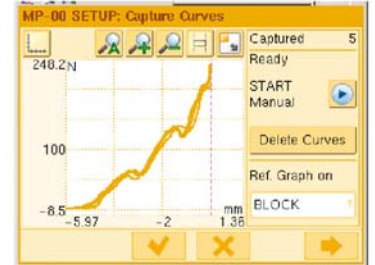 MP-00 SETUP: Capture Curves
Captured 5
Ready
START
Manual
Delete Curves
Ref. Graph on
BLOCK
248.2 N
100
-8.5
-5.97
-2
mm
1.36